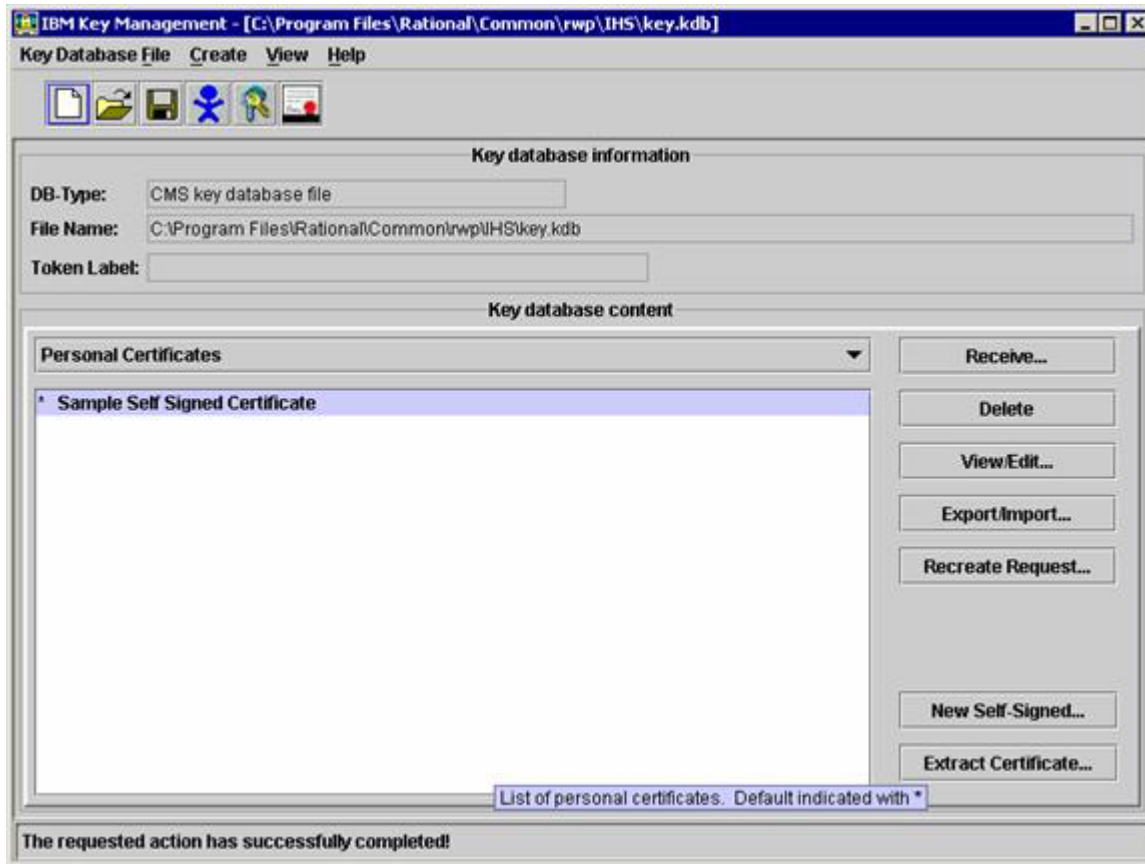 IBM Key Management - [C:\Program Files\Rational\Common\rwp\IHS\key.kdb]
Key Database File Create View Help
Key database information
DB-Type: CMS key database file
File Name: C:\Program Files\Rational\Common\rwp\IHS\key.kdb
Token Label:
Key database content
Personal Certificates
Receive...
* Sample Self Signed Certificate
Delete
View/Edit...
Export/Import...
Recreate Request...
New Self-Signed...
Extract Certificate...
List of personal certificates. Default indicated with *
The requested action has successfully completed!